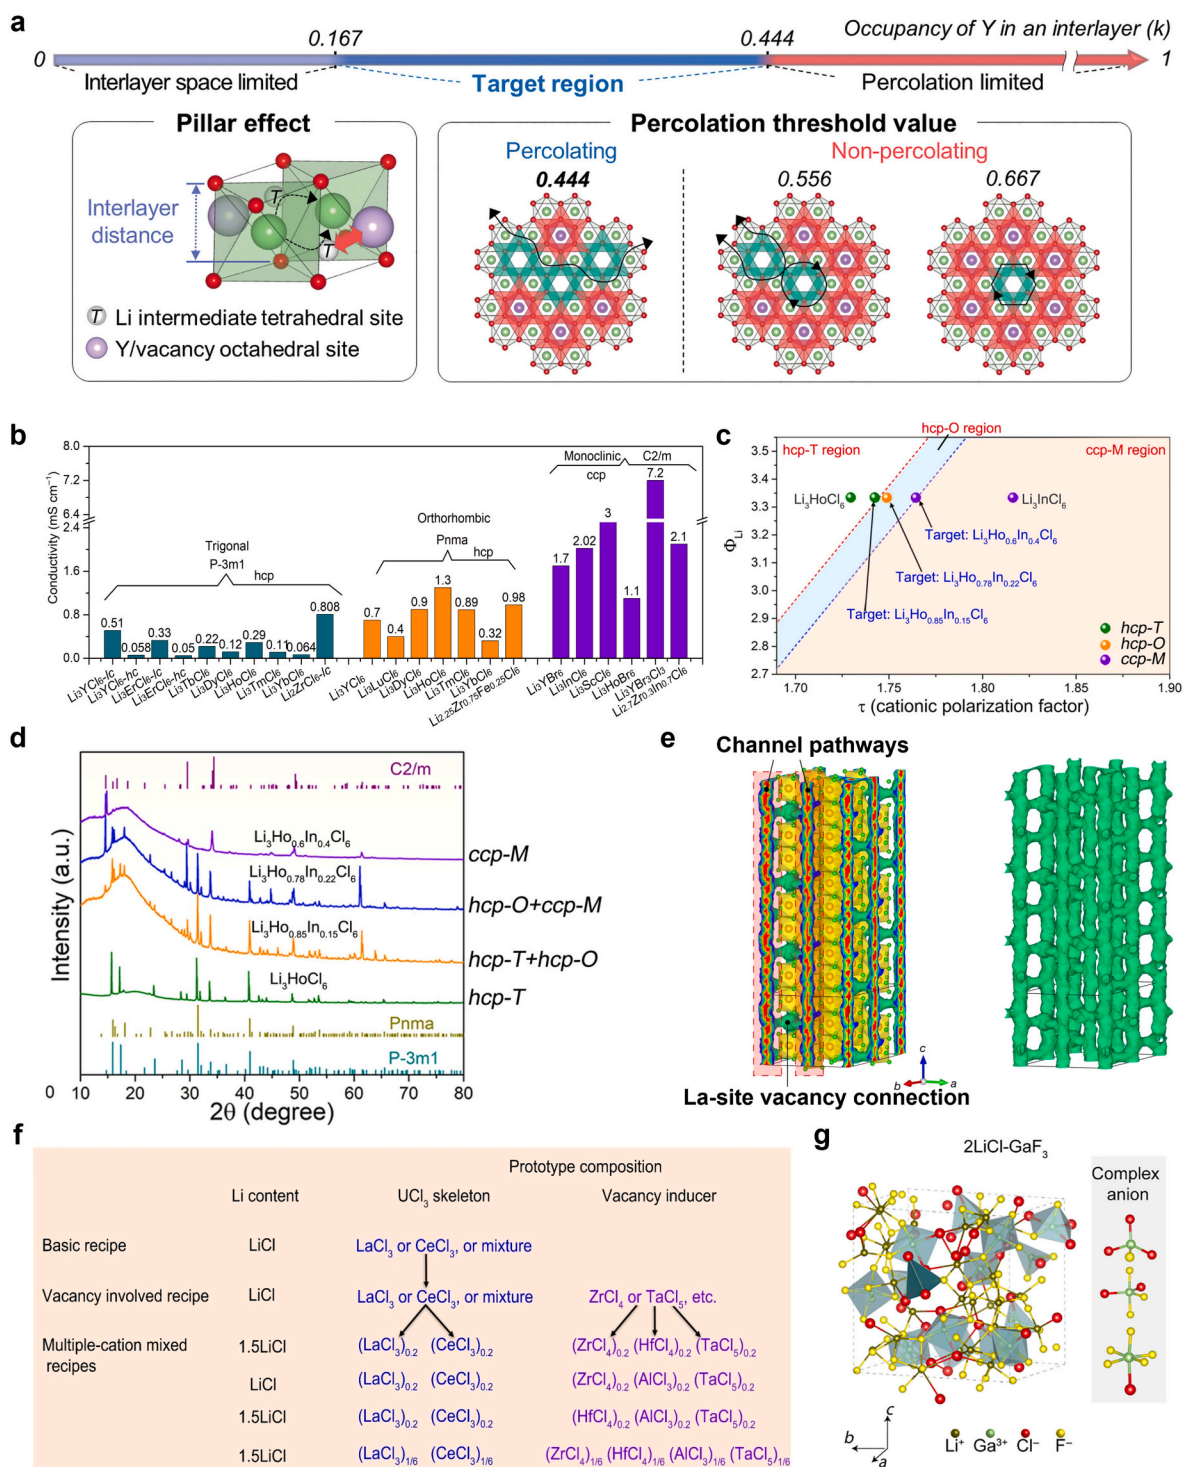 a
Occupancy of Y in an interlayer (k)
0
0.167
0.444
1
Interlayer space limited
Target region
Percolation limited
Pillar effect
Interlayer distance
T
T
T Li intermediate tetrahedral site
Y/vacancy octahedral site
Percolation threshold value
Percolating
Non-percolating
0.444
0.556
0.667
b
Conductivity (mS cm⁻¹)
8.0
7.2
6.4
2.4
1.6
0.8
0.0
Trigonal
P-3m1
hcp
Orthorhombic
Pnma
hcp
Monoclinic C2/m
ccp
0.51
0.058
0.33
0.05
0.22
0.12
0.29
0.11
0.064
0.808
0.7
0.4
0.9
1.3
0.89
0.32
0.98
1.7
2.02
3
1.1
7.2
2.1
Li₃YCl₆-lc
Li₃YCl₆-hc
Li₃ErCl₆-lc
Li₃ErCl₆-hc
Li₃TbCl₆
Li₃DyCl₆
Li₃HoCl₆
Li₃TmCl₆
Li₃YbCl₆
Li₂ZrCl₆-lc
Li₃YCl₆
Li₃LuCl₆
Li₃DyCl₆
Li₃HoCl₆
Li₃TmCl₆
Li₃YbCl₆
Li₂.₂₅Zr₀.₇₅Fe₀.₂₅Cl₆
Li₃YBr₆
Li₃InCl₆
Li₃ScCl₆
Li₃HoBr₆
Li₃YBr₃Cl₃
Li₂.₇Zr₀.₃In₀.₇Cl₆
c
hcp-T region
hcp-O region
ccp-M region
Φ_Li
3.5
3.4
3.3
3.2
3.1
3.0
2.9
2.8
2.7
Li₃HoCl₆
Li₃InCl₆
Target: Li₃Ho₀.₆In₀.₄Cl₆
Target: Li₃Ho₀.₇₈In₀.₂₂Cl₆
Target: Li₃Ho₀.₈₅In₀.₁₅Cl₆
hcp-T
hcp-O
ccp-M
1.70
1.75
1.80
1.85
1.90
τ (cationic polarization factor)
d
Intensity (a.u.)
C2/m
Li₃Ho₀.₆In₀.₄Cl₆
ccp-M
Li₃Ho₀.₇₈In₀.₂₂Cl₆
hcp-O+ccp-M
Li₃Ho₀.₈₅In₀.₁₅Cl₆
hcp-T+hcp-O
Li₃HoCl₆
hcp-T
Pnma
P-3m1
0
10
20
30
40
50
60
70
80
2θ (degree)
e
Channel pathways
La-site vacancy connection
c
b
a
f
Prototype composition
Li content
UCl₃ skeleton
Vacancy inducer
Basic recipe LiCl LaCl₃ or CeCl₃, or mixture
Vacancy involved recipe LiCl LaCl₃ or CeCl₃, or mixture ZrCl₄ or TaCl₅, etc.
Multiple-cation mixed recipes
1.5LiCl (LaCl₃)₀.₂ (CeCl₃)₀.₂ (ZrCl₄)₀.₂ (HfCl₄)₀.₂ (TaCl₅)₀.₂
LiCl (LaCl₃)₀.₂ (CeCl₃)₀.₂ (ZrCl₄)₀.₂ (AlCl₃)₀.₂ (TaCl₅)₀.₂
1.5LiCl (LaCl₃)₀.₂ (CeCl₃)₀.₂ (HfCl₄)₀.₂ (AlCl₃)₀.₂ (TaCl₅)₀.₂
1.5LiCl (LaCl₃)₁/₆ (CeCl₃)₁/₆ (ZrCl₄)₁/₆ (HfCl₄)₁/₆ (AlCl₃)₁/₆ (TaCl₅)₁/₆
g
2LiCl-GaF₃
Complex anion
c
b
a
Li⁺ Ga³⁺ Cl⁻ F⁻